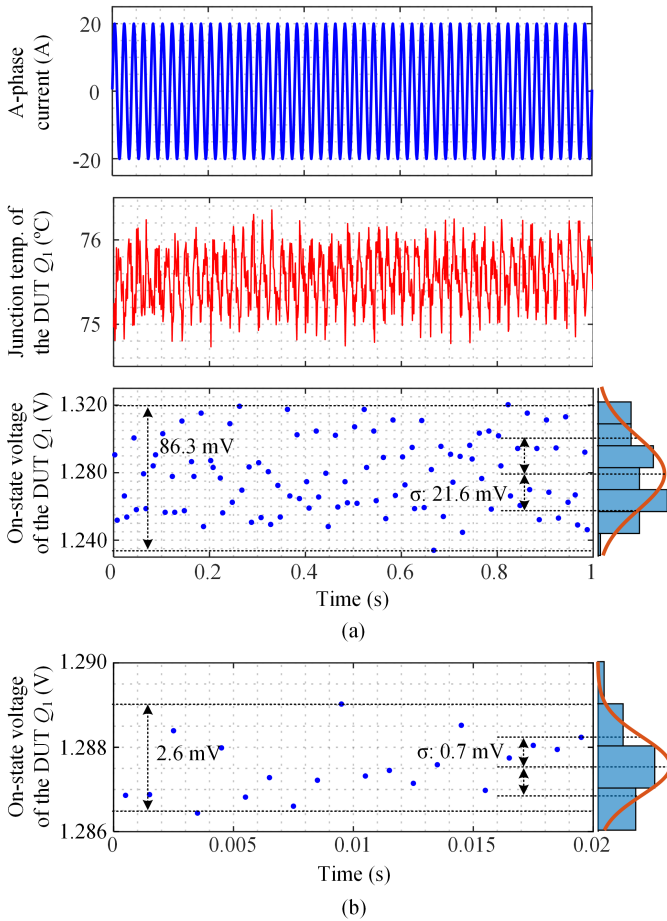 A-phase
current (A)
20
0
-20
Junction temp. of
the DUT Q1 (ºC)
76
75
On-state voltage
of the DUT Q1 (V)
1.320
1.280
1.240
86.3 mV
σ: 21.6 mV
0 0.2 0.4 0.6 0.8 1
Time (s)
(a)
On-state voltage
of the DUT Q1 (V)
1.290
1.288
1.286
2.6 mV
σ: 0.7 mV
0 0.005 0.01 0.015 0.02
Time (s)
(b)